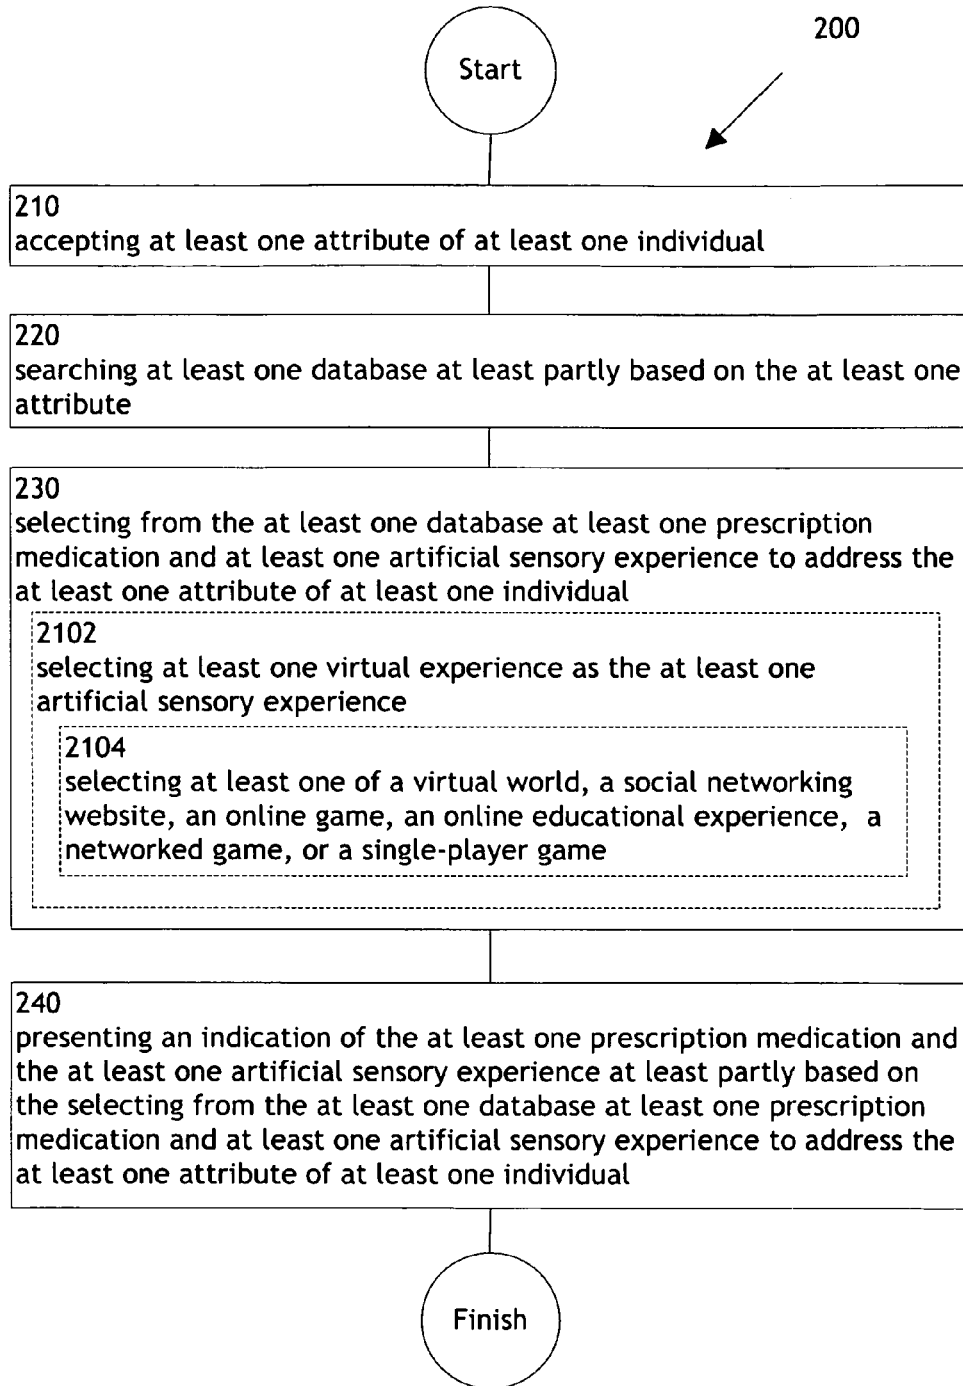 200
Start
210
accepting at least one attribute of at least one individual
220
searching at least one database at least partly based on the at least one
attribute
230
selecting from the at least one database at least one prescription
medication and at least one artificial sensory experience to address the
at least one attribute of at least one individual
2102
selecting at least one virtual experience as the at least one
artificial sensory experience
2104
selecting at least one of a virtual world, a social networking
website, an online game, an online educational experience, a
networked game, or a single-player game
240
presenting an indication of the at least one prescription medication and
the at least one artificial sensory experience at least partly based on
the selecting from the at least one database at least one prescription
medication and at least one artificial sensory experience to address the
at least one attribute of at least one individual
Finish